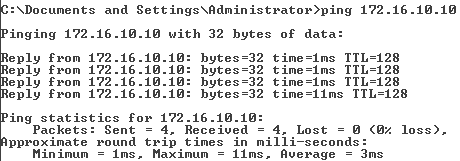 C:\Documents and Settings\Administrator>ping 172.16.10.10
Pinging 172.16.10.10 with 32 bytes of data:
Reply from 172.16.10.10: bytes=32 time=1ms TTL=128
Reply from 172.16.10.10: bytes=32 time=1ms TTL=128
Reply from 172.16.10.10: bytes=32 time=1ms TTL=128
Reply from 172.16.10.10: bytes=32 time=11ms TTL=128
Ping statistics for 172.16.10.10:
    Packets: Sent = 4, Received = 4, Lost = 0 (0% loss),
Approximate round trip times in milli-seconds:
    Minimum = 1ms, Maximum = 11ms, Average = 3ms